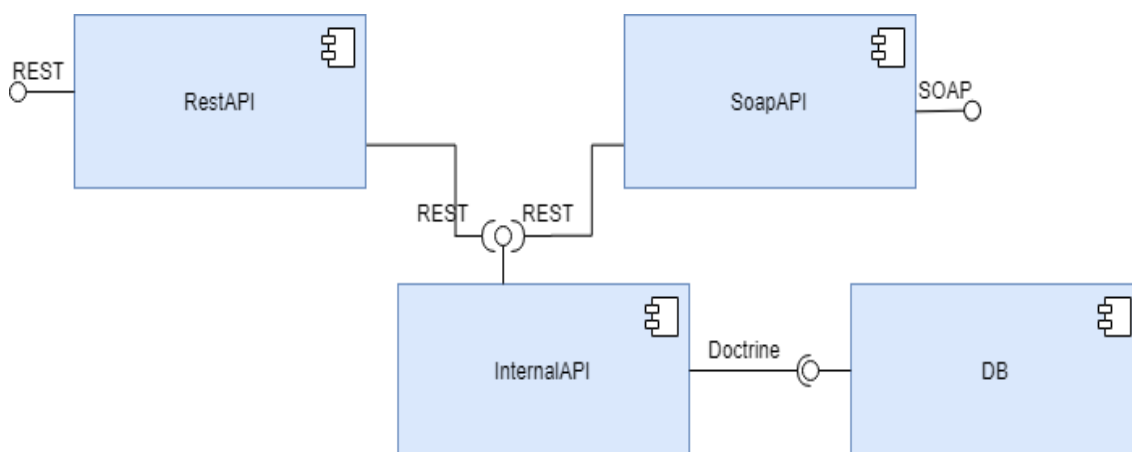 REST
RestAPI
SoapAPI
SOAP
REST
REST
InternalAPI
Doctrine
DB